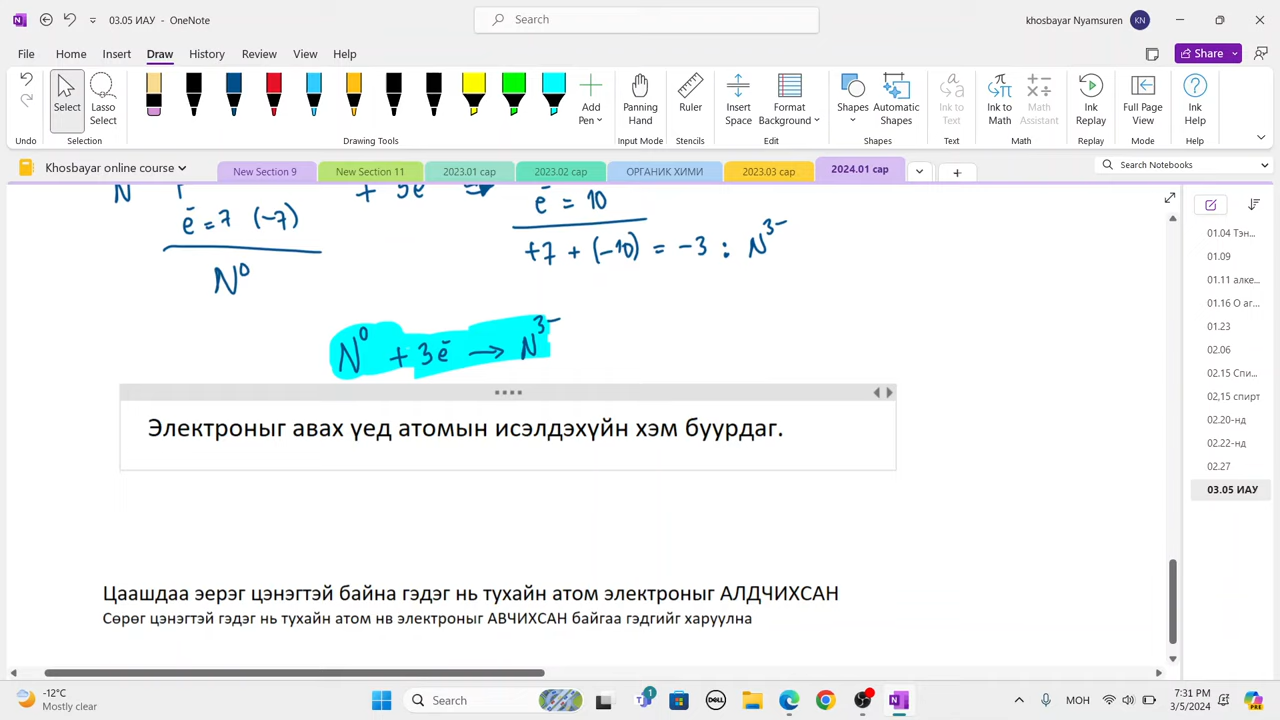 03.05 ИАУ - OneNote
Search
khosbayar Nyamsuren
KN
File Home Insert Draw History Review View Help
Share
Select
Lasso Select
Add Pen
Panning Hand
Ruler
Insert Space
Format Background
Shapes
Automatic Shapes
Ink to Text
Ink to Math
Math Assistant
Ink Replay
Full Page View
Ink Help
Undo
Selection
Drawing Tools
Input Mode
Stencils
Edit
Shapes
Text
Math
Replay
Mode
Help
Khosbayar online course
New Section 9
New Section 11
2023.01 сар
2023.02 сар
ОРГАНИК ХИМИ
2023.03 сар
2024.01 сар
Search Notebooks
ē = 7 (-7)
N⁰
ē = 10
+7 + (-10) = -3 : N³⁻
N⁰ + 3ē → N³⁻
Электроныг авах үед атомын исэлдэхүйн хэм буурдаг.
Цаашдаа эерэг цэнэгтэй байна гэдэг нь тухайн атом электроныг АЛДЧИХСАН
Сөрөг цэнэгтэй гэдэг нь тухайн атом нв электроныг АВЧИХСАН байгаа гэдгийг харуулна
01.04 Тэн...
01.09
01.11 алке...
01.16 О аг...
01.23
02.06
02.15 Спи...
02,15 спирт
02.20-нд
02.22-нд
02.27
03.05 ИАУ
-12°C
Mostly clear
Search
1
DELL
МОН
7:31 PM
3/5/2024
PRE